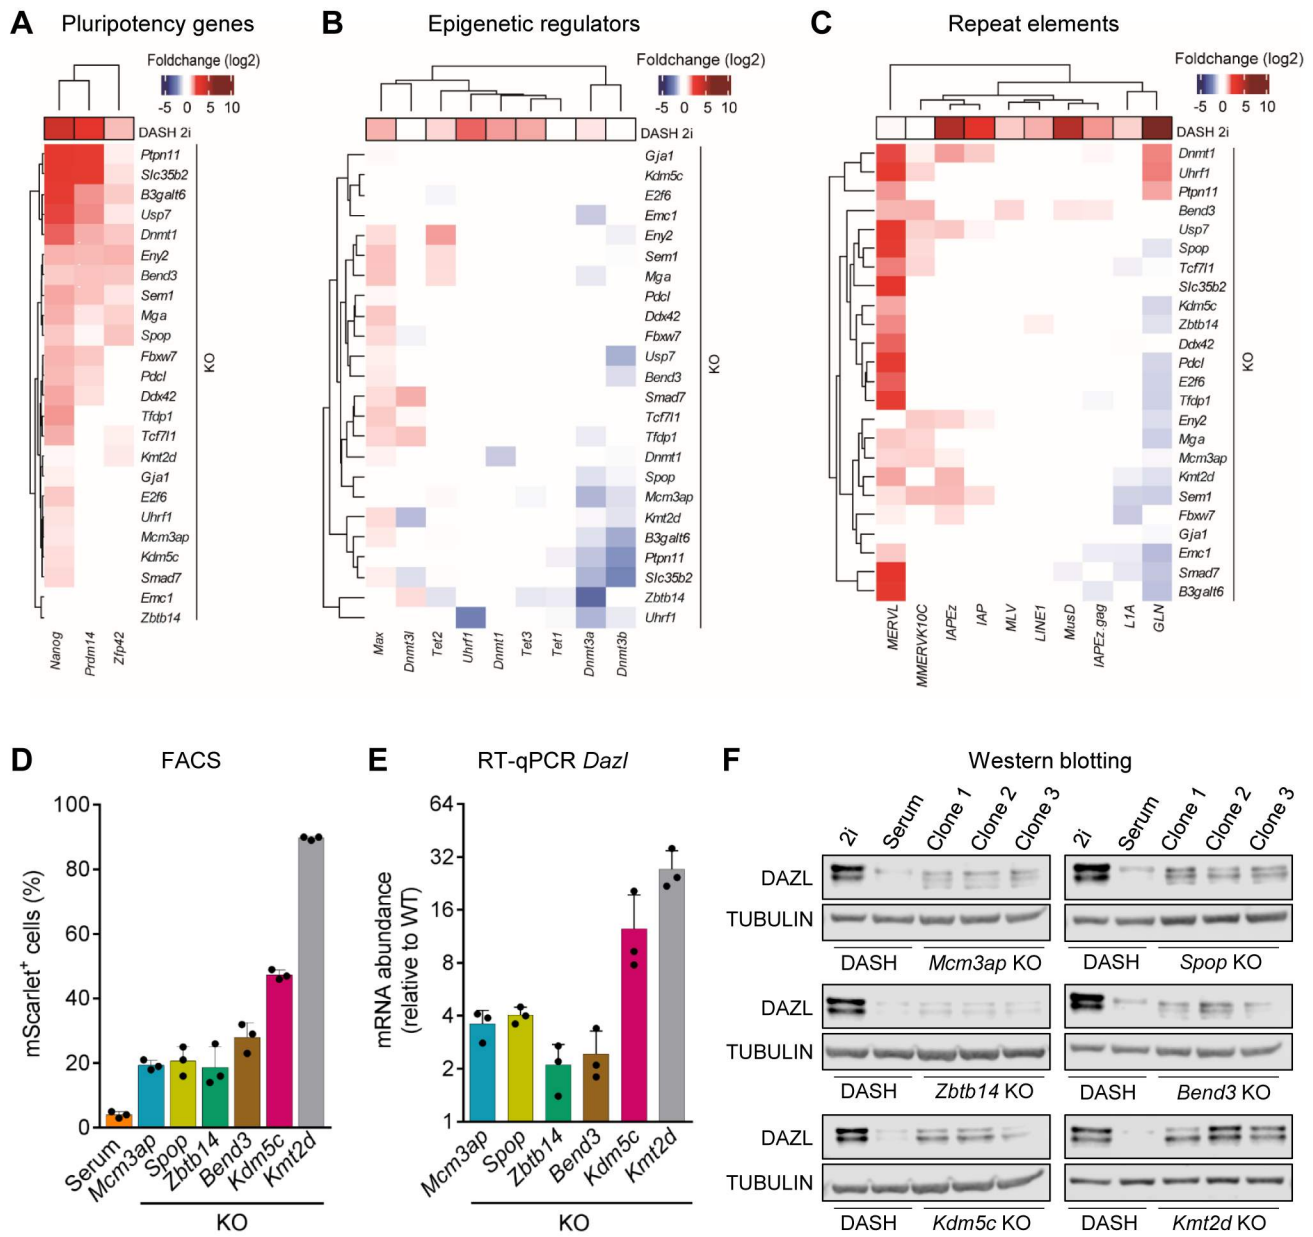 A Pluripotency genes
Foldchange (log2)
-5 0 5 10
DASH 2i
Ptpn11
Slc35b2
B3galt6
Usp7
Dnmt1
Eny2
Bend3
Sem1
Mga
Spop
Fbxw7
Pdcl
Ddx42
Tfdp1
Tcf7l1
Kmt2d
Gja1
E2f6
Uhrf1
Mcm3ap
Kdm5c
Smad7
Emc1
Zbtb14
KO
Nanog
Prdm14
Zfp42
B Epigenetic regulators
Foldchange (log2)
-5 0 5 10
DASH 2i
Gja1
Kdm5c
E2f6
Emc1
Eny2
Sem1
Mga
Pdcl
Ddx42
Fbxw7
Usp7
Bend3
Smad7
Tcf7l1
Tfdp1
Dnmt1
Spop
Mcm3ap
Kmt2d
B3galt6
Ptpn11
Slc35b2
Zbtb14
Uhrf1
KO
Max
Dnmt3l
Tet2
Uhrf1
Dnmt1
Tet3
Tet1
Dnmt3a
Dnmt3b
C Repeat elements
Foldchange (log2)
-5 0 5 10
DASH 2i
Dnmt1
Uhrf1
Ptpn11
Bend3
Usp7
Spop
Tcf7l1
Slc35b2
Kdm5c
Zbtb14
Ddx42
Pdcl
E2f6
Tfdp1
Eny2
Mga
Mcm3ap
Kmt2d
Sem1
Fbxw7
Gja1
Emc1
Smad7
B3galt6
KO
MERVL
MMERVK10C
IAPEz
IAP
MLV
LINE1
MusD
IAPEz.gag
L1A
GLN
D FACS
mScarlet+ cells (%)
100
80
60
40
20
0
Serum
Mcm3ap
Spop
Zbtb14
Bend3
Kdm5c
Kmt2d
KO
E RT-qPCR Dazl
mRNA abundance
(relative to WT)
64
32
16
8
4
2
1
Mcm3ap
Spop
Zbtb14
Bend3
Kdm5c
Kmt2d
KO
F Western blotting
2i Serum Clone 1 Clone 2 Clone 3 2i Serum Clone 1 Clone 2 Clone 3
DAZL
TUBULIN
DASH Mcm3ap KO DASH Spop KO
DAZL
TUBULIN
DASH Zbtb14 KO DASH Bend3 KO
DAZL
TUBULIN
DASH Kdm5c KO DASH Kmt2d KO